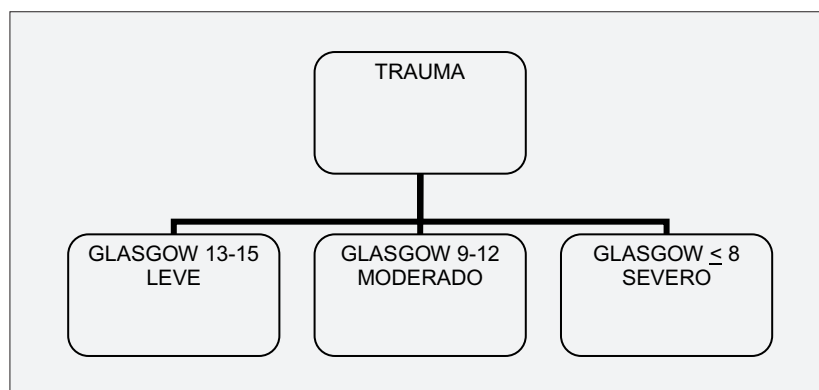 TRAUMA
GLASGOW 13-15
LEVE
GLASGOW 9-12
MODERADO
GLASGOW < 8
SEVERO